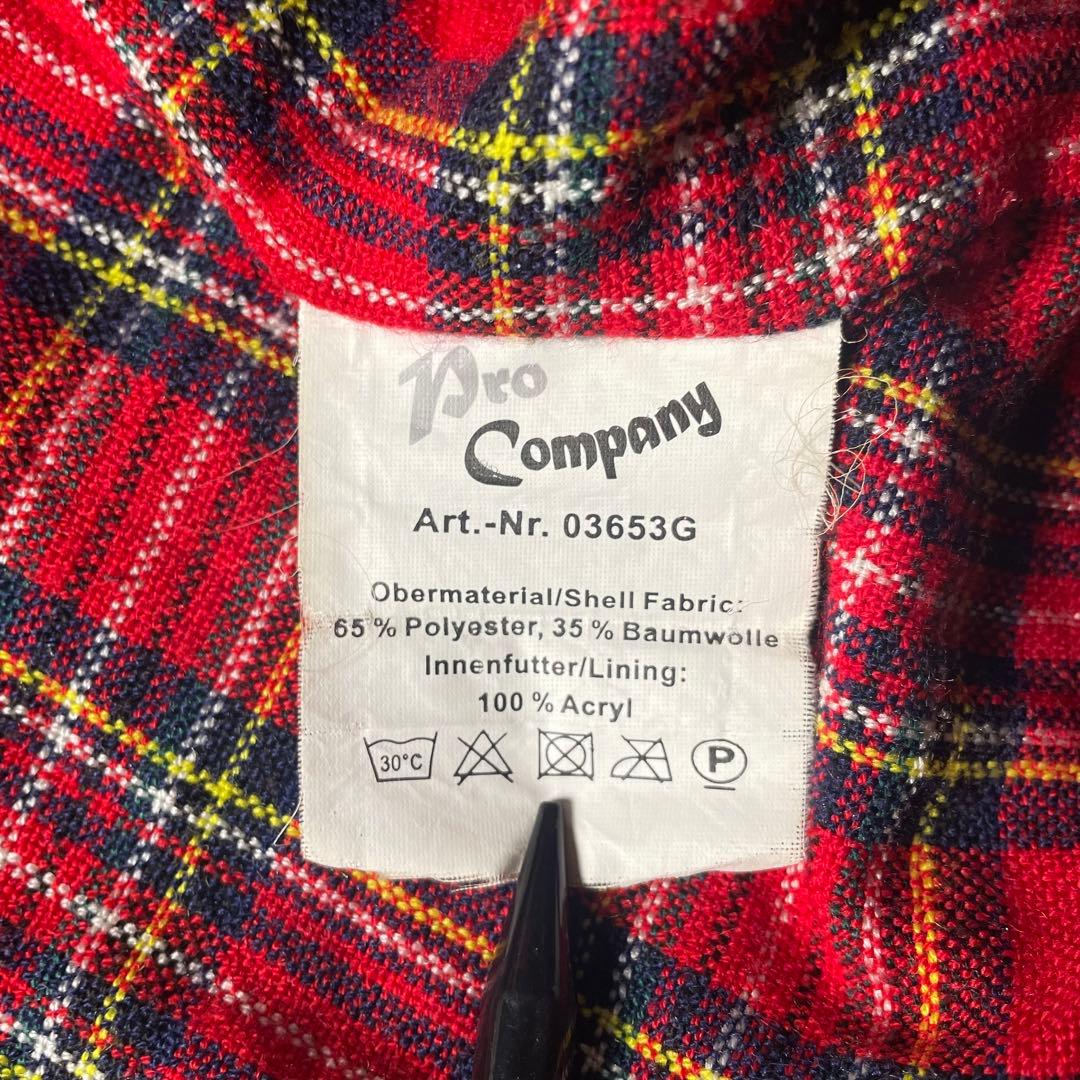 Pro
Company
Art.-Nr. 03653G
Obermaterial/Shell Fabric:
65 % Polyester, 35 % Baumwolle
Innenfutter/Lining:
100 % Acryl
30°C P